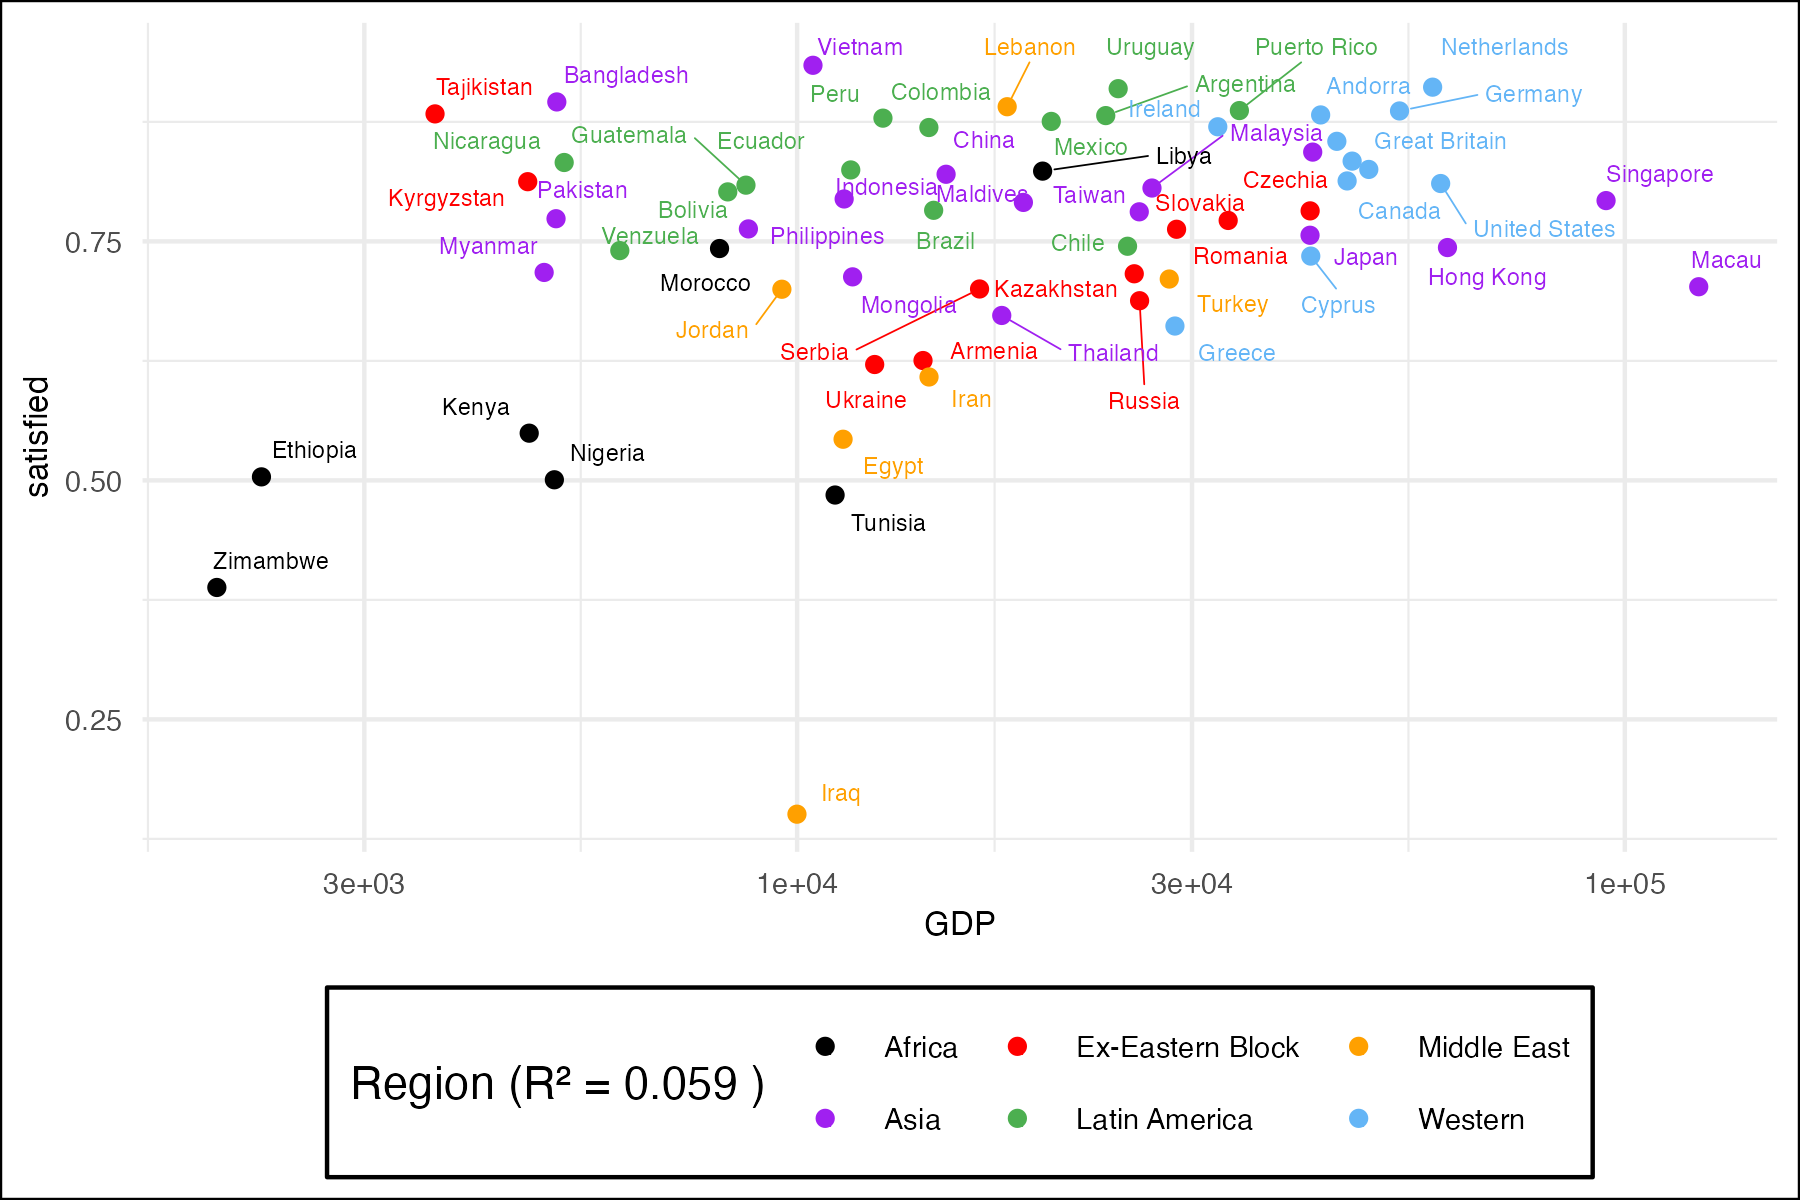 Vietnam
Lebanon
Uruguay
Puerto Rico
Netherlands
Tajikistan
Bangladesh
Peru
Colombia
Argentina
Andorra
Germany
Ireland
Nicaragua
Guatemala
Ecuador
China
Mexico
Libya
Malaysia
Great Britain
Kyrgyzstan
Pakistan
Indonesia
Maldives
Taiwan
Czechia
Singapore
Bolivia
Slovakia
Canada
Myanmar
Venzuela
Philippines
Brazil
Chile
United States
Morocco
Romania
Japan
Hong Kong
Macau
Jordan
Mongolia
Kazakhstan
Turkey
Cyprus
Serbia
Armenia
Thailand
Greece
Ukraine
Iran
Russia
Kenya
Ethiopia
Nigeria
Egypt
Tunisia
Zimambwe
Iraq
0.75
0.50
0.25
satisfied
3e+03
1e+04
3e+04
1e+05
GDP
Region (R² = 0.059 )
Africa
Ex-Eastern Block
Middle East
Asia
Latin America
Western